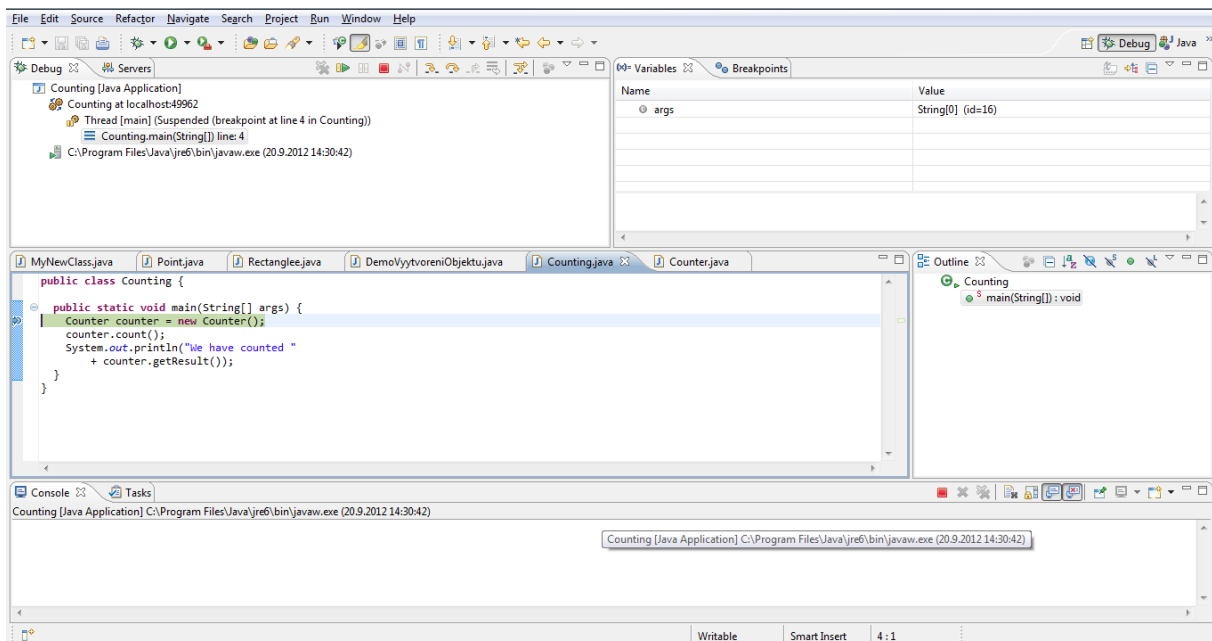 File Edit Source Refactor Navigate Search Project Run Window Help
Debug Java »
Debug Servers
Counting [Java Application]
Counting at localhost:49962
Thread [main] (Suspended (breakpoint at line 4 in Counting))
Counting.main(String[]) line: 4
C:\Program Files\Java\jre6\bin\javaw.exe (20.9.2012 14:30:42)
(x)= Variables Breakpoints
Name Value
args String[0] (id=16)
MyNewClass.java Point.java Rectanglee.java DemoVyytvoreniObjektu.java Counting.java Counter.java
public class Counting {
public static void main(String[] args) {
Counter counter = new Counter();
counter.count();
System.out.println("We have counted "
+ counter.getResult());
}
}
Outline
Counting
S main(String[]) : void
Console Tasks
Counting [Java Application] C:\Program Files\Java\jre6\bin\javaw.exe (20.9.2012 14:30:42)
Counting [Java Application] C:\Program Files\Java\jre6\bin\javaw.exe (20.9.2012 14:30:42)
Writable Smart Insert 4 : 1